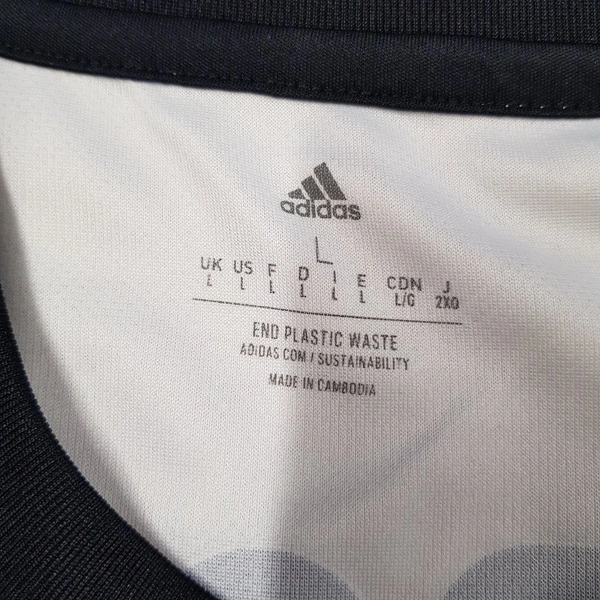 adidas
L
UK US F D I E CDN J
L L L L L L L/G 2XO
END PLASTIC WASTE
ADIDAS.COM / SUSTAINABILITY
MADE IN CAMBODIA